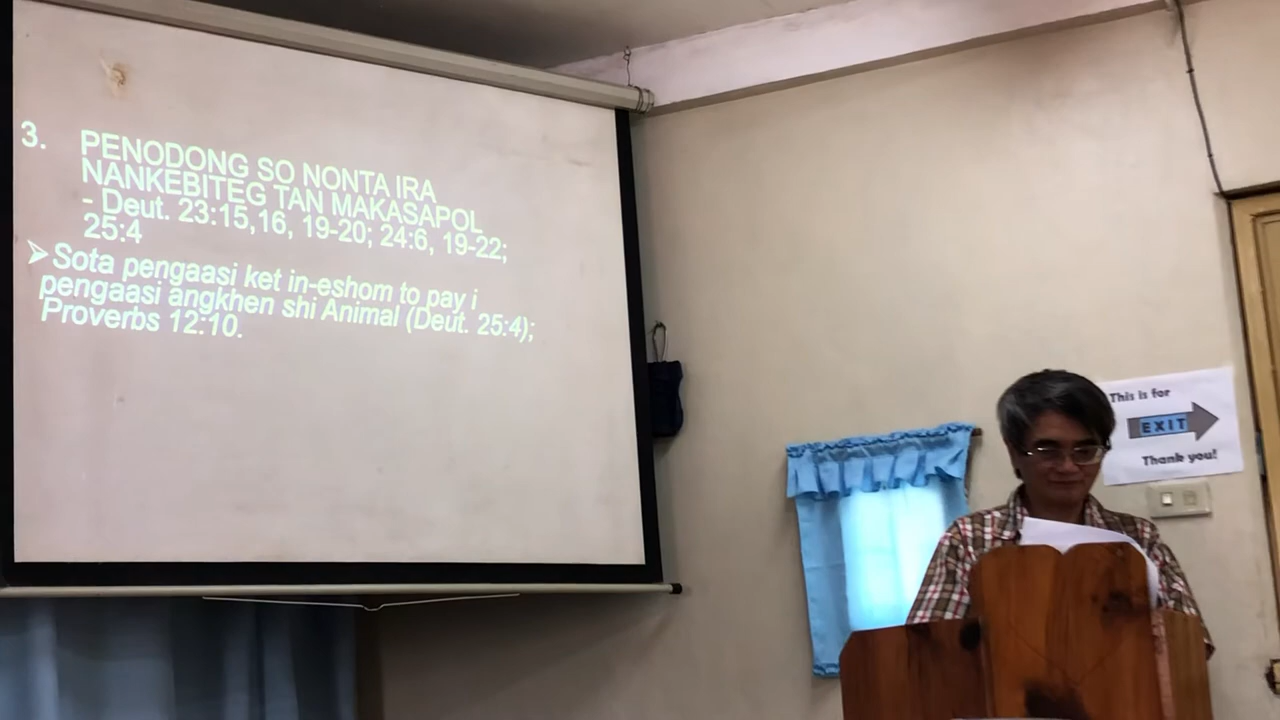 3. PENODONG SO NONTA IRA
NANKEBITEG TAN MAKASAPOL
- Deut. 23:15,16, 19-20; 24:6, 19-22;
25:4
➢ Sota pengaasi ket in-eshom to pay i
pengaasi angkhen shi Animal (Deut. 25:4);
Proverbs 12:10.
This is for
EXIT
Thank you!